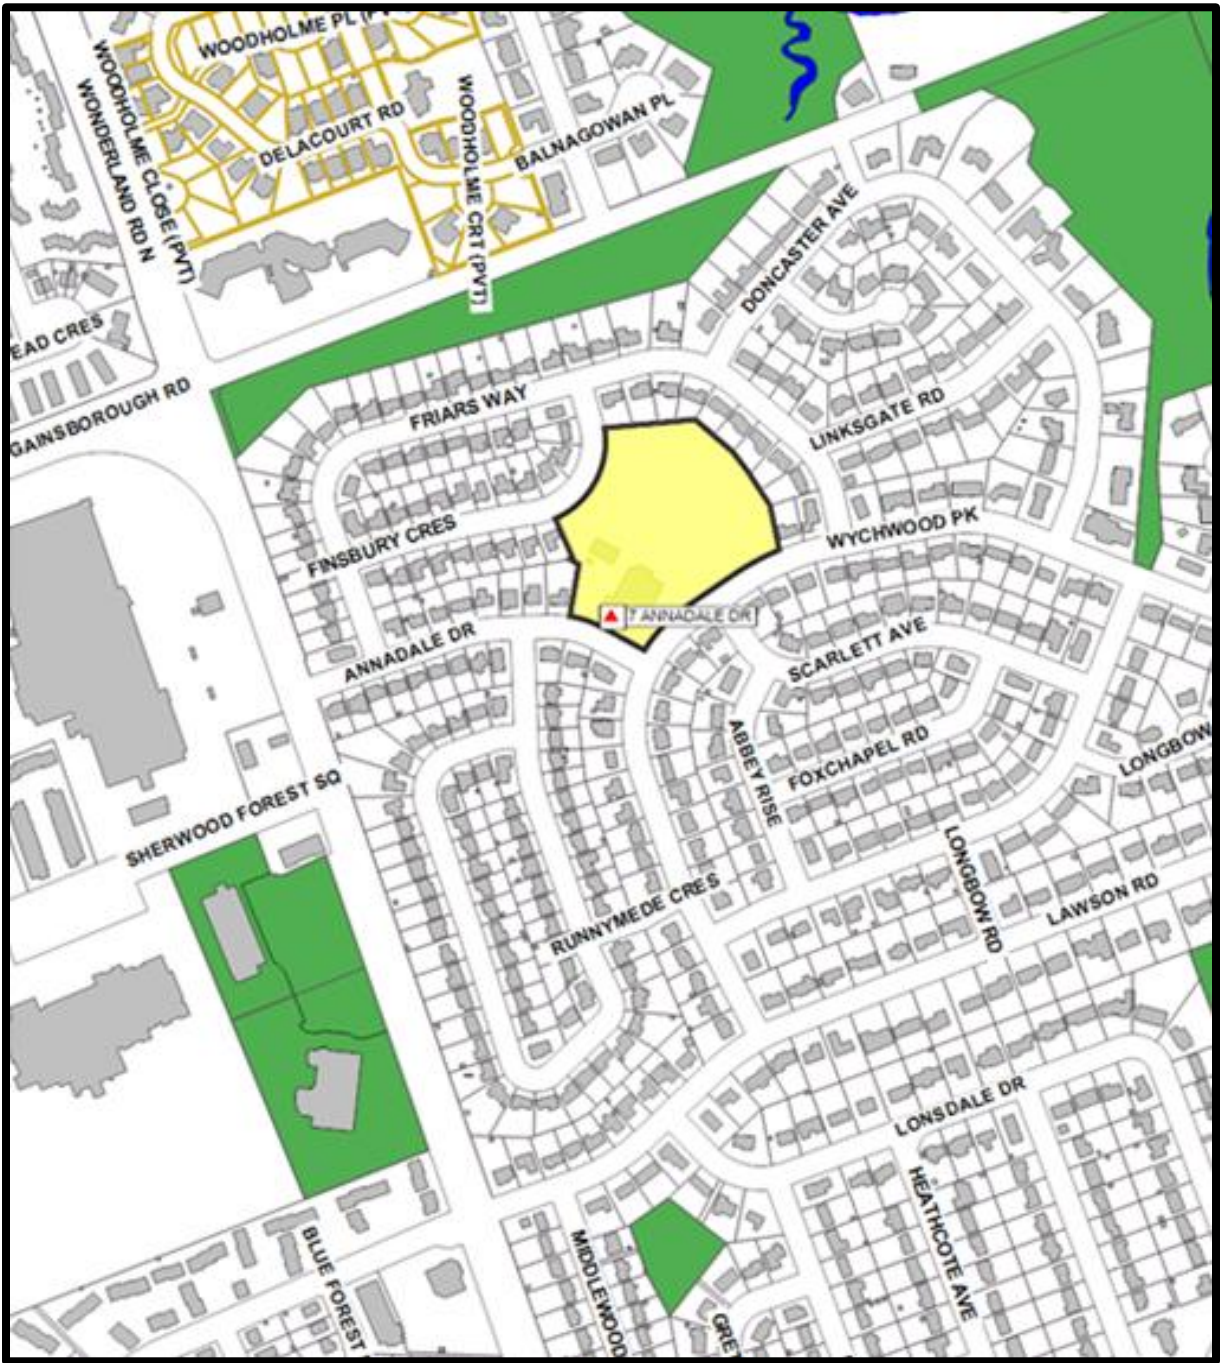 WOODHOLME PL (PVT
WOODHOLME CLOSE (PVT)
WONDERLAND RD N
DELACOURT RD
WOODHOLME CRT (PVT)
BALNAGOWAN PL
DONCASTER AVE
EAD CRES
GAINSBOROUGH RD
FRIARS WAY
LINKSGATE RD
FINSBURY CRES
WYCHWOOD PK
7 ANNADALE DR
ANNADALE DR
SCARLETT AVE
ABBEY RISE
FOXCHAPEL RD
LONGBOW
SHERWOOD FOREST SQ
LONGBOW RD
LAWSON RD
RUNNYMEDE CRES
LONSDALE DR
HEATHCOTE AVE
BLUE FOREST
MIDDLEWOOD
GRET